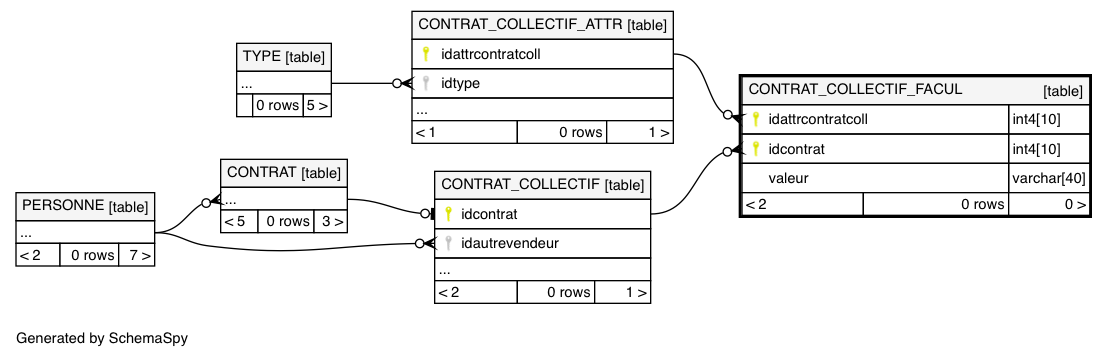 CONTRAT_COLLECTIF_ATTR [table]
idattrcontratcoll
idtype
...
< 1 0 rows 1 >
TYPE [table]
...
0 rows 5 >
CONTRAT_COLLECTIF_FACUL [table]
idattrcontratcoll int4[10]
idcontrat int4[10]
valeur varchar[40]
< 2 0 rows 0 >
CONTRAT [table]
...
< 5 0 rows 3 >
CONTRAT_COLLECTIF [table]
idcontrat
idautrevendeur
...
< 2 0 rows 1 >
PERSONNE [table]
...
< 2 0 rows 7 >
Generated by SchemaSpy